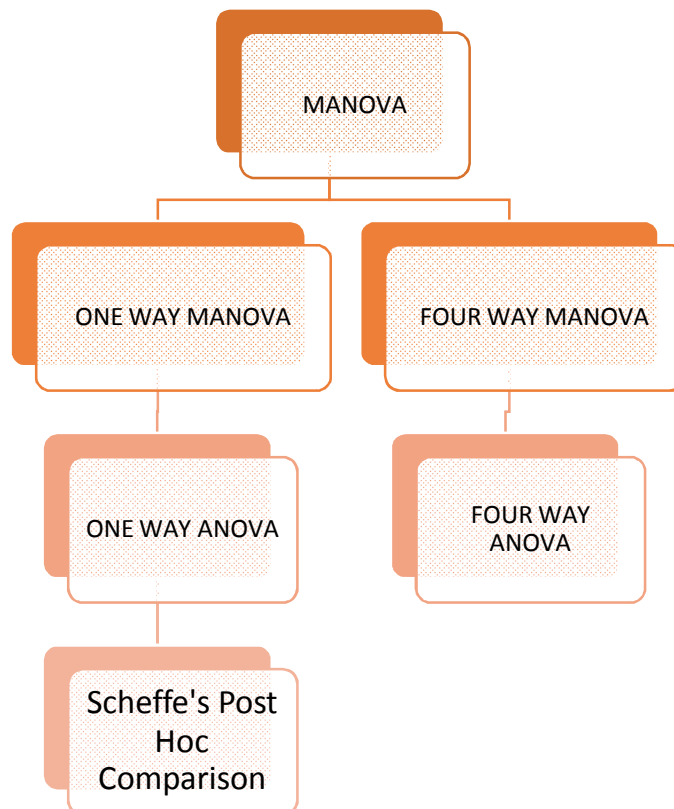 MANOVA
ONE WAY MANOVA
FOUR WAY MANOVA
ONE WAY ANOVA
FOUR WAY
ANOVA
Scheffe's Post
Hoc
Comparison